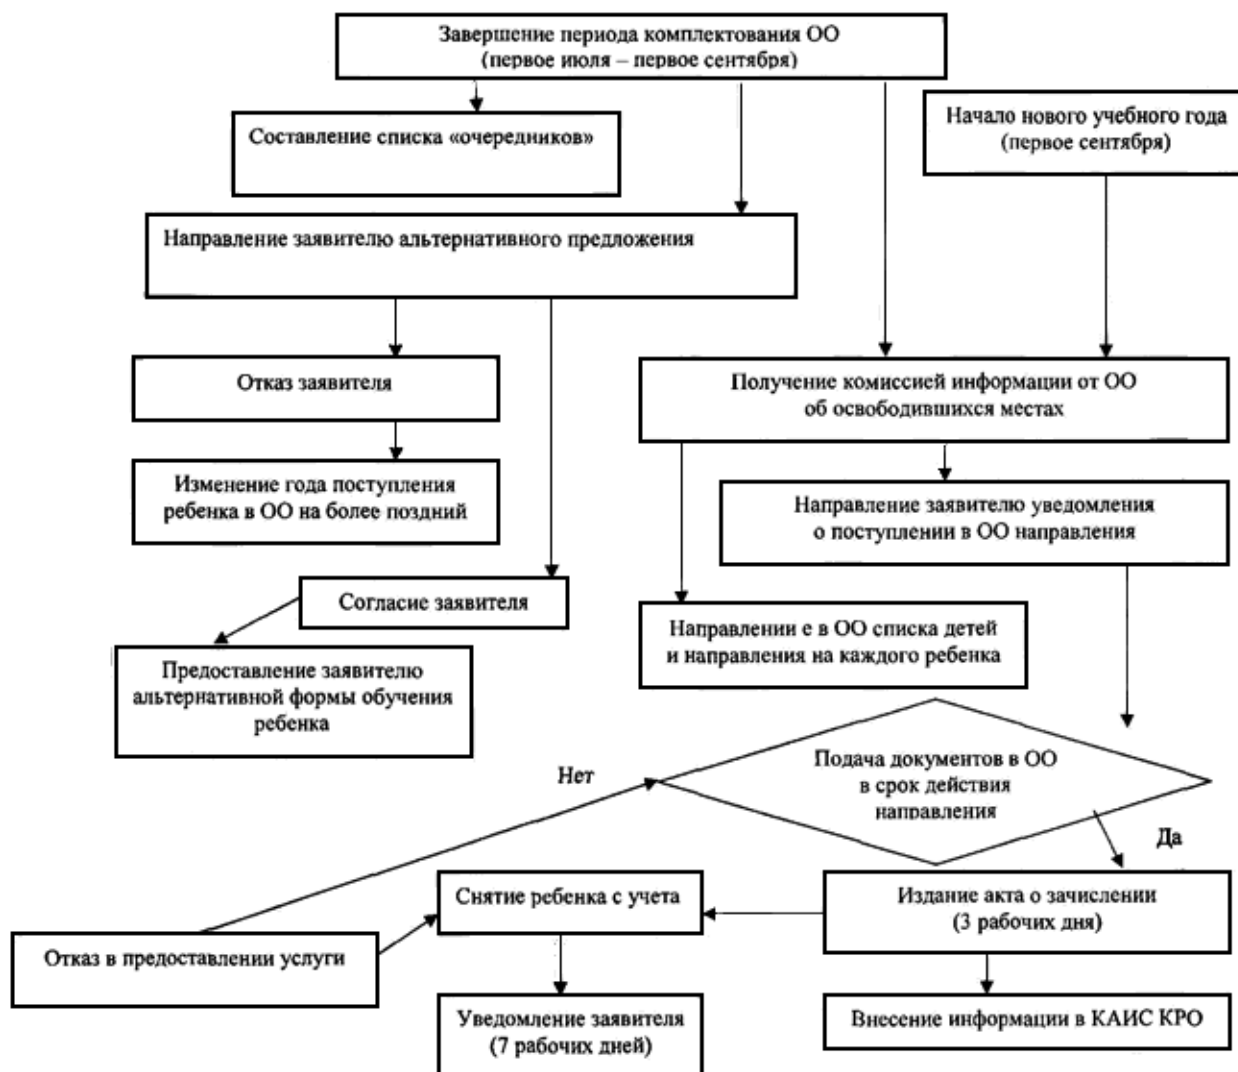 Завершение периода комплектования ОО
(первое июля – первое сентября)
Начало нового учебного года
(первое сентября)
Составление списка «очередников»
Направление заявителю альтернативного предложения
Отказ заявителя
Получение комиссией информации от ОО
об освободившихся местах
Изменение года поступления
ребенка в ОО на более поздний
Направление заявителю уведомления
о поступлении в ОО направления
Согласие заявителя
Направлении е в ОО списка детей
и направления на каждого ребенка
Предоставление заявителю
альтернативной формы обучения
ребенка
Нет
Подача документов в ОО
в срок действия
направления
Да
Снятие ребенка с учета
Издание акта о зачислении
(3 рабочих дня)
Отказ в предоставлении услуги
Уведомление заявителя
(7 рабочих дней)
Внесение информации в КАИС КРО